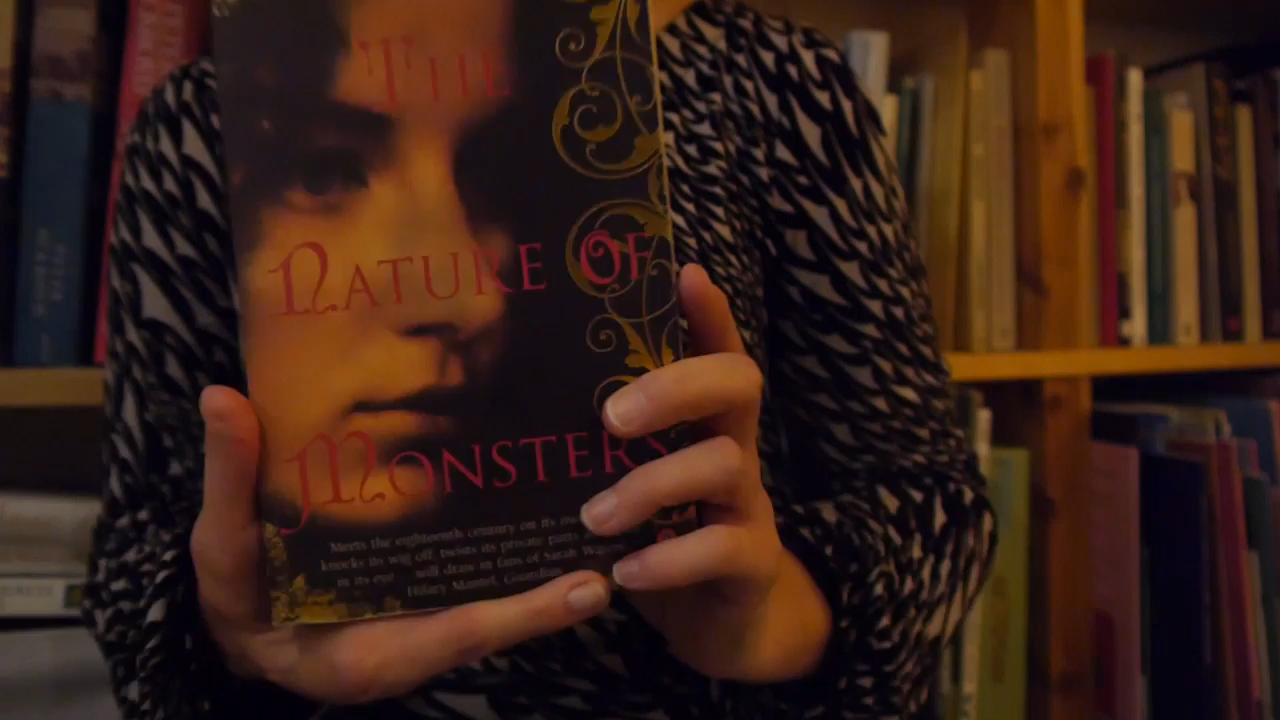 THE
NATURE OF
MONSTERS
Meets the eighteenth century on its own
knocks its wig off, twists its private parts
in its eye will draw in fans of Sarah Waters
Hilary Mantel, Guardian